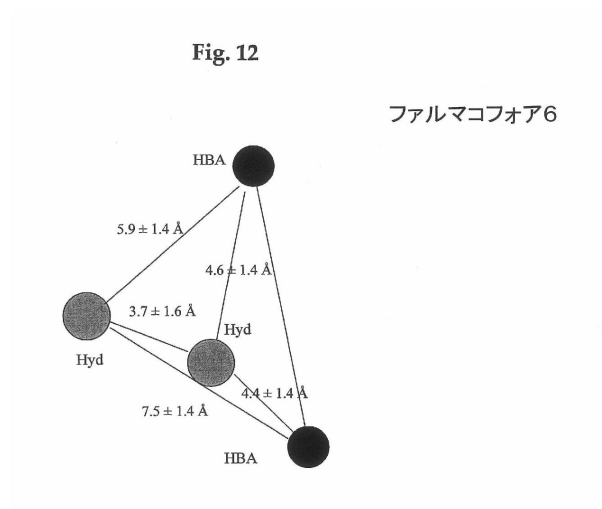 Fig. 12
ファルマコフォア6
HBA
5.9 ± 1.4 Å
4.6 ± 1.4 Å
3.7 ± 1.6 Å
Hyd
Hyd
4.4 ± 1.4 Å
7.5 ± 1.4 Å
HBA